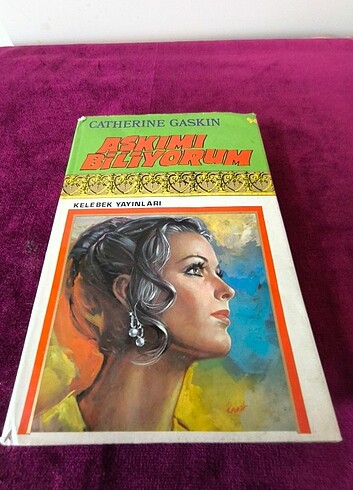 CATHERINE GASKIN
AŞKIMI
BİLİYORUM
KELEBEK YAYINLARI